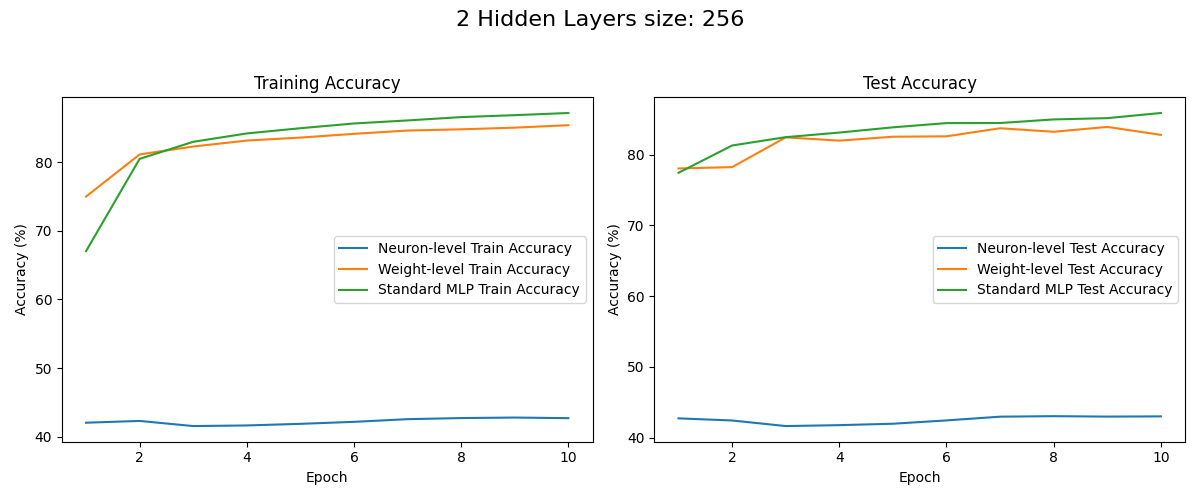 2 Hidden Layers size: 256
Training Accuracy
Accuracy (%)
80
70
60
50
40
Neuron-level Train Accuracy
Weight-level Train Accuracy
Standard MLP Train Accuracy
2 4 6 8 10
Epoch
Test Accuracy
Accuracy (%)
80
70
60
50
40
Neuron-level Test Accuracy
Weight-level Test Accuracy
Standard MLP Test Accuracy
2 4 6 8 10
Epoch